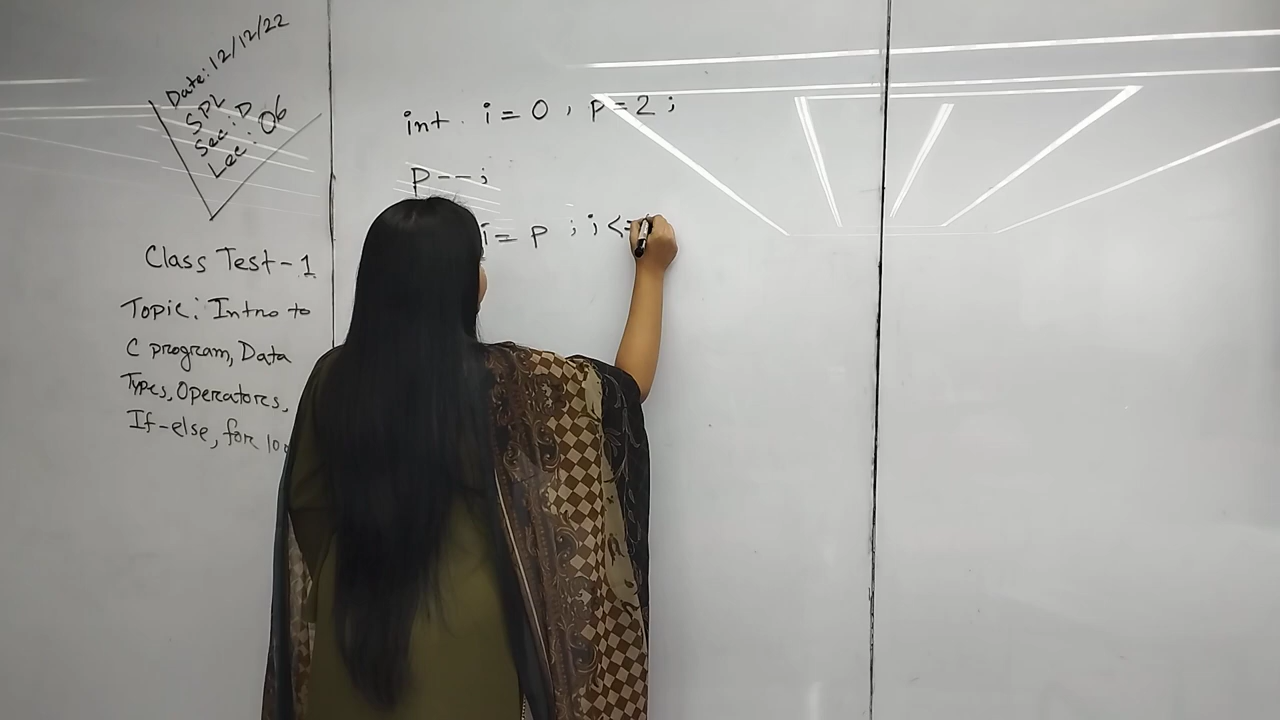 Date: 12/12/22
SPL
Sec: D
Lec: 06
Class Test-1
Topic: Intro to
C program, Data
Types, Operators,
If-else, for loo
int i = 0, p = 2;
p--;
i = p ; i <=